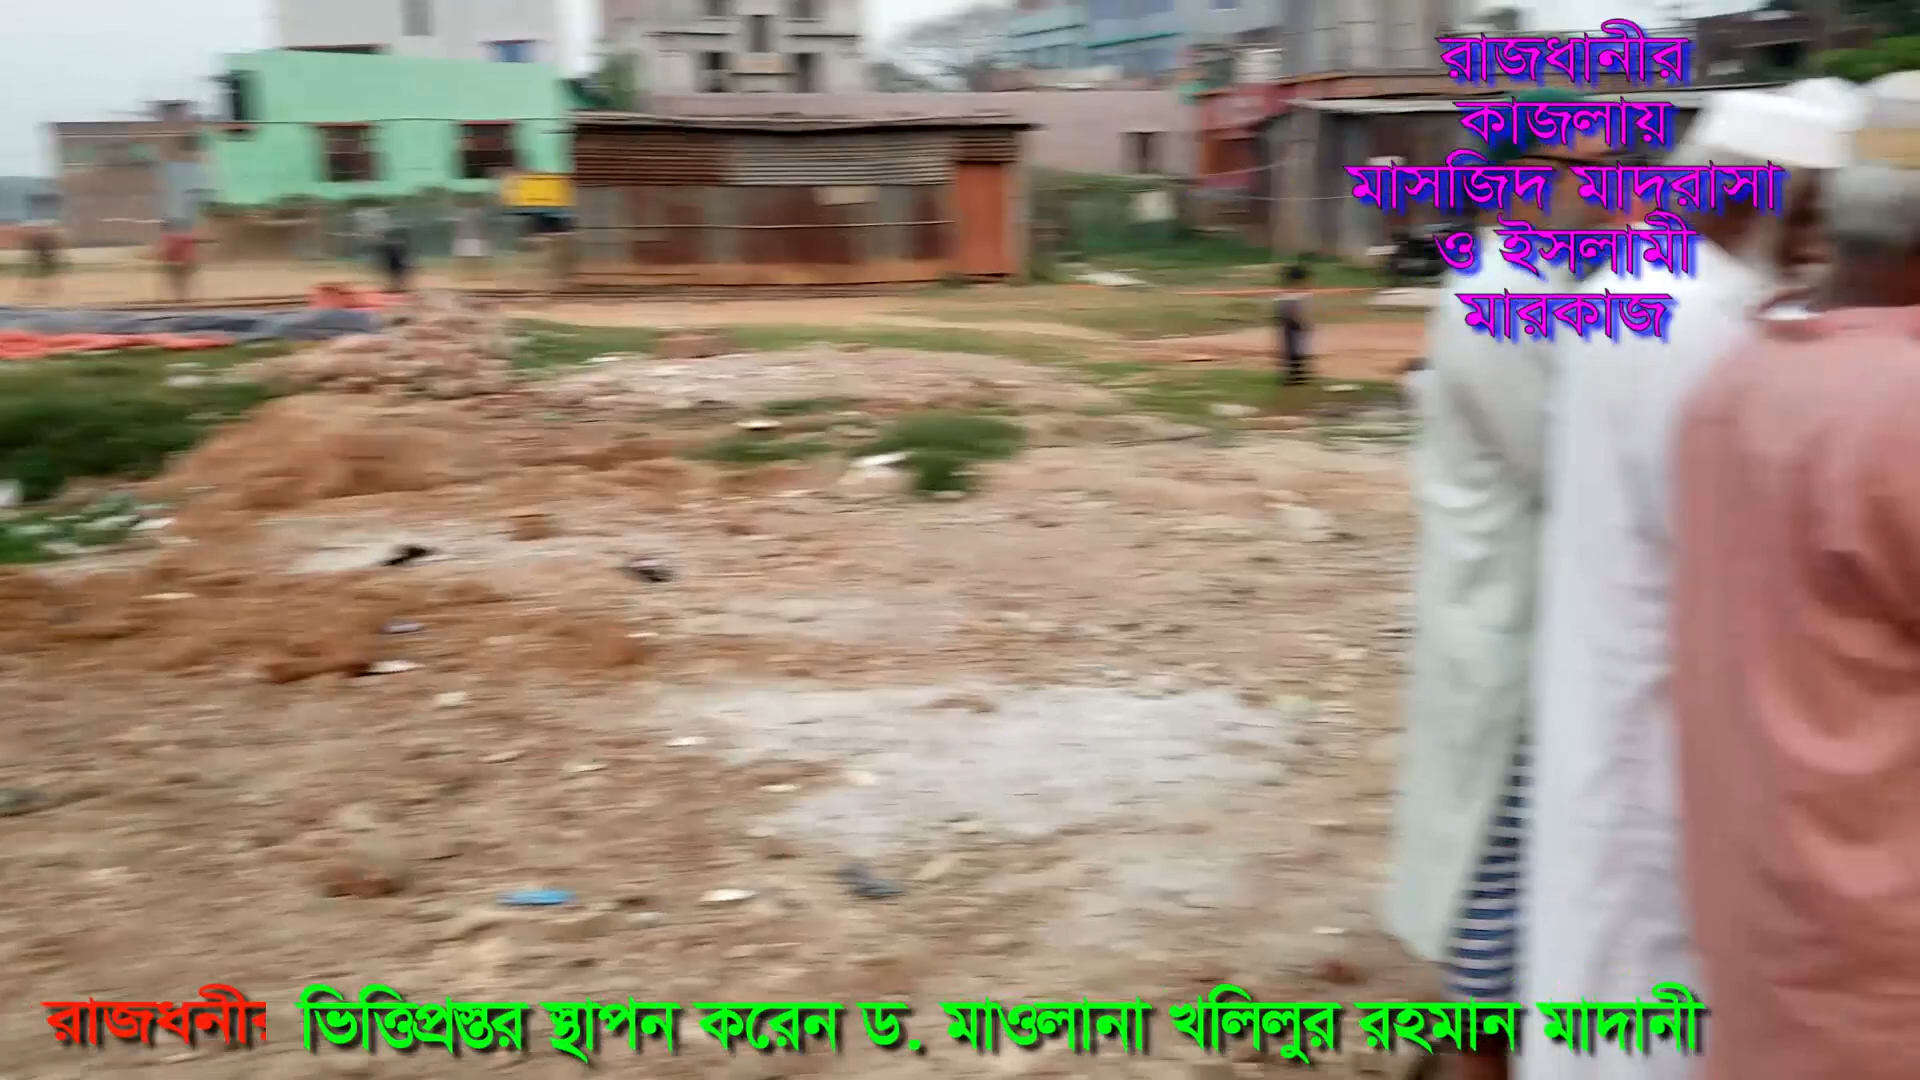 রাজধানীর
কাজলায়
মাসজিদ মাদরাসা
ও ইসলামী
মারকাজ
রাজধনীর ভিত্তিপ্রস্তর স্থাপন করেন ড. মাওলানা খলিলুর রহমান মাদানী